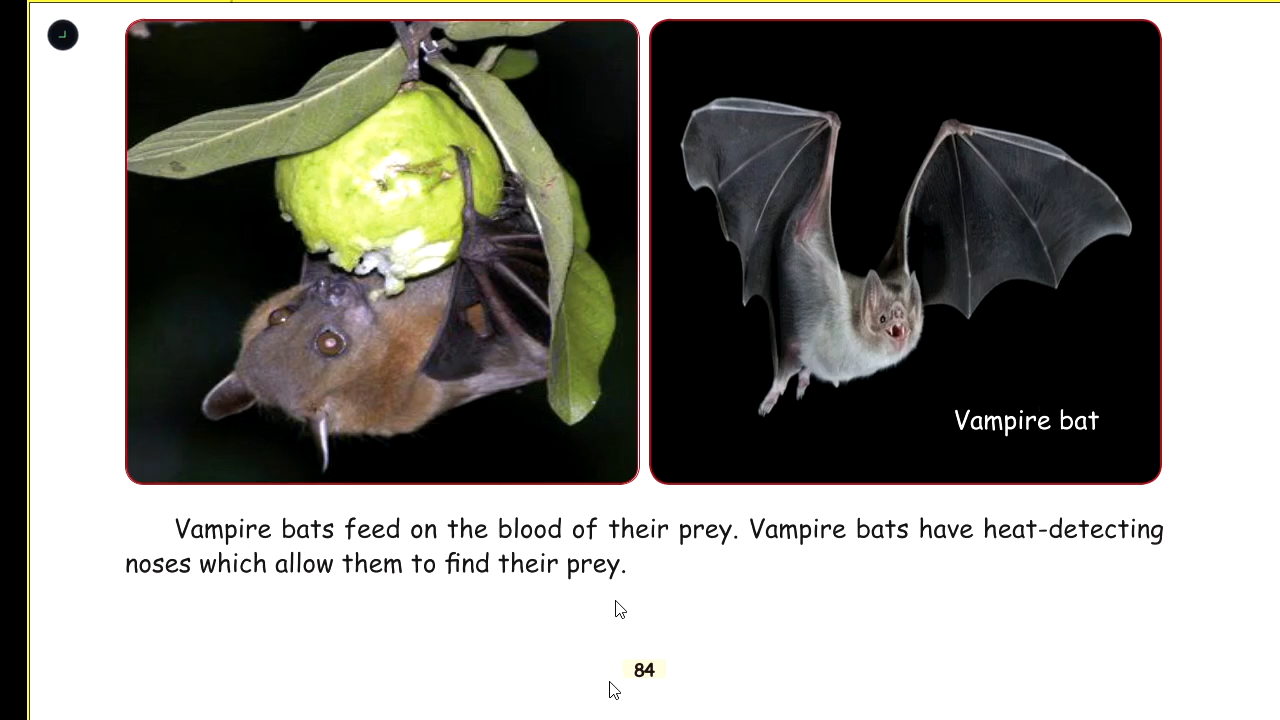 Vampire bat
Vampire bats feed on the blood of their prey. Vampire bats have heat-detecting
noses which allow them to find their prey.
84